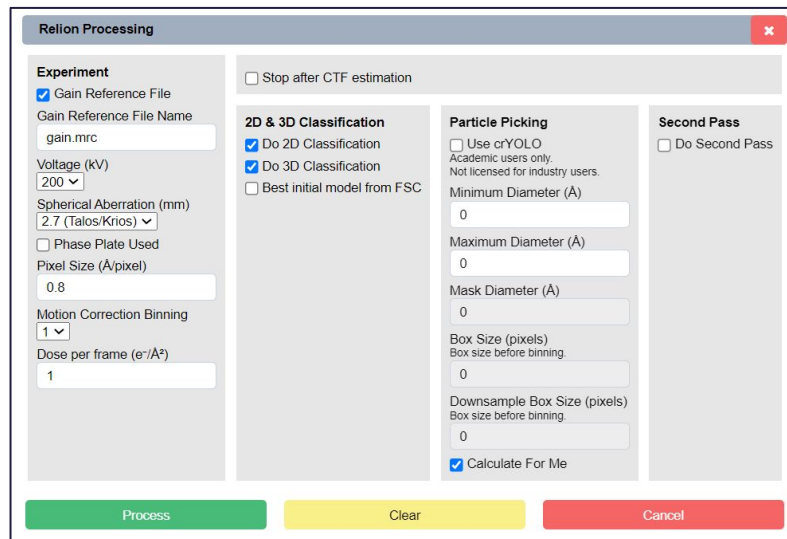 Relion Processing
Experiment
Gain Reference File
Gain Reference File Name
gain.mrc
Voltage (kV)
200
Spherical Aberration (mm)
2.7 (Talos/Krios)
Phase Plate Used
Pixel Size (Å/pixel)
0.8
Motion Correction Binning
1
Dose per frame (e⁻/Å²)
1
Stop after CTF estimation
2D & 3D Classification
Do 2D Classification
Do 3D Classification
Best initial model from FSC
Particle Picking
Use crYOLO
Academic users only.
Not licensed for industry users.
Minimum Diameter (Å)
0
Maximum Diameter (Å)
0
Mask Diameter (Å)
0
Box Size (pixels)
Box size before binning.
0
Downsample Box Size (pixels)
Box size before binning.
0
Calculate For Me
Second Pass
Do Second Pass
Process
Clear
Cancel